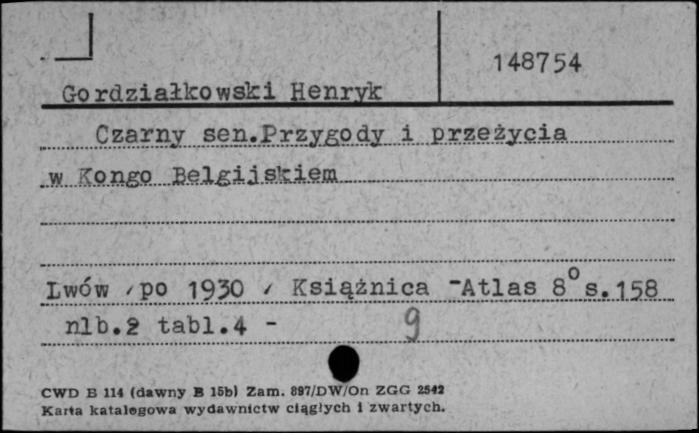 148754
Gordziałkowski Henryk
Czarny sen.Przygody i przeżycia
w Kongo Belgijskiem
Lwów /po 1930 / Książnica -Atlas 8° s.158
nlb.2 tabl.4 - 9
CWD B 114 (dawny B 15b) Zam. 897/DW/On ZGG 2542
Karta katalogowa wydawnictw ciągłych i zwartych.